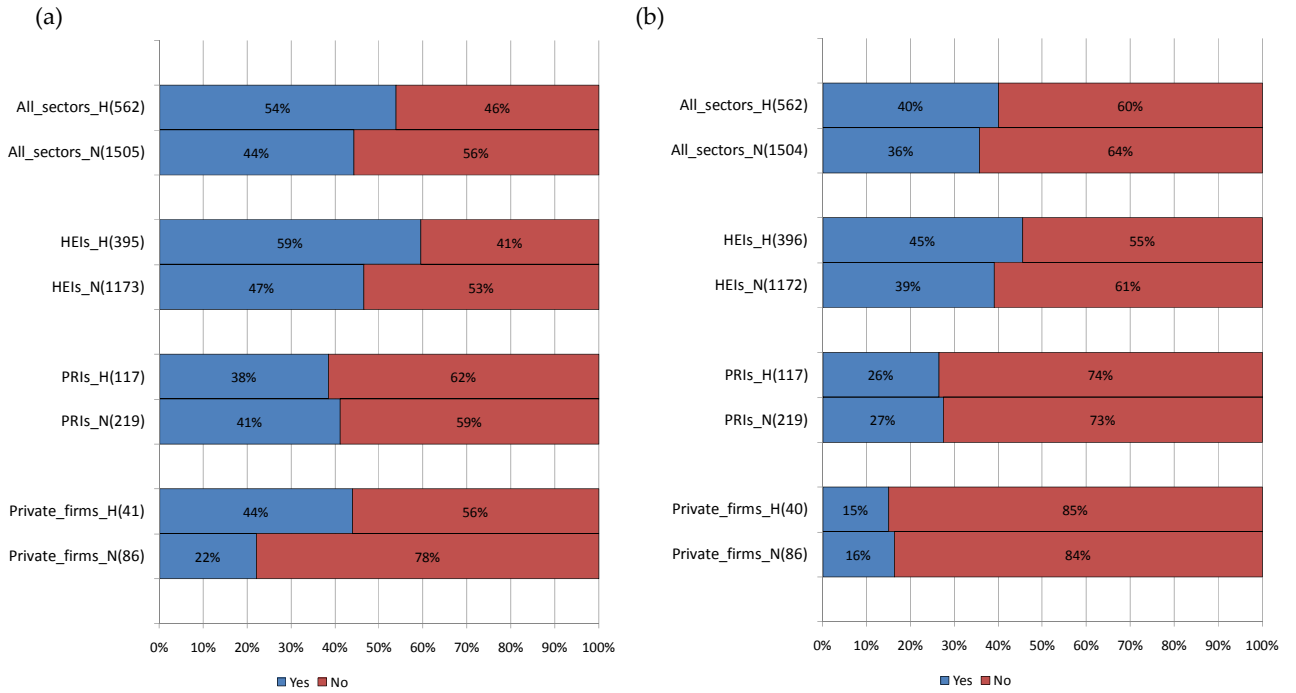 (a)
All_sectors_H(562) 54% 46%
All_sectors_N(1505) 44% 56%
HEIs_H(395) 59% 41%
HEIs_N(1173) 47% 53%
PRIs_H(117) 38% 62%
PRIs_N(219) 41% 59%
Private_firms_H(41) 44% 56%
Private_firms_N(86) 22% 78%
0% 10% 20% 30% 40% 50% 60% 70% 80% 90% 100%
Yes No
(b)
All_sectors_H(562) 40% 60%
All_sectors_N(1504) 36% 64%
HEIs_H(396) 45% 55%
HEIs_N(1172) 39% 61%
PRIs_H(117) 26% 74%
PRIs_N(219) 27% 73%
Private_firms_H(40) 15% 85%
Private_firms_N(86) 16% 84%
0% 10% 20% 30% 40% 50% 60% 70% 80% 90% 100%
Yes No